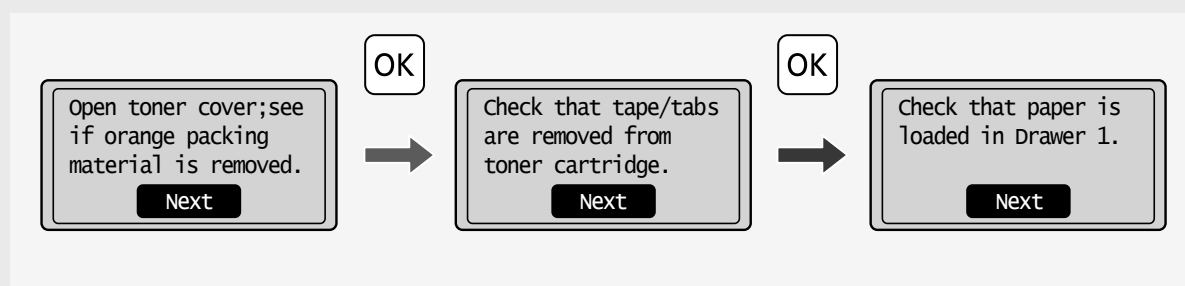 OK
OK
Open toner cover;see
if orange packing
material is removed.
Next
Check that tape/tabs
are removed from
toner cartridge.
Next
Check that paper is
loaded in Drawer 1.
Next